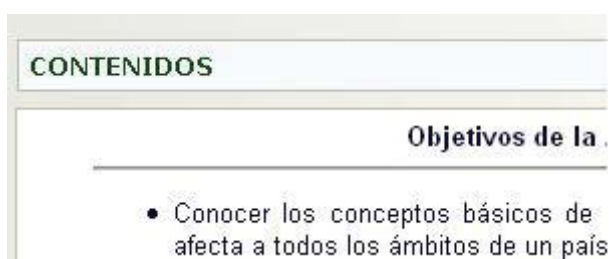 CONTENIDOS
Objetivos de la
• Conocer los conceptos básicos de
afecta a todos los ámbitos de un país